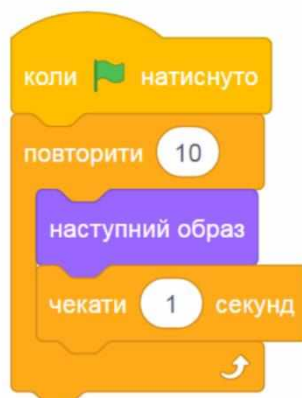 коли натиснуто
повторити 10
наступний образ
чекати 1 секунд